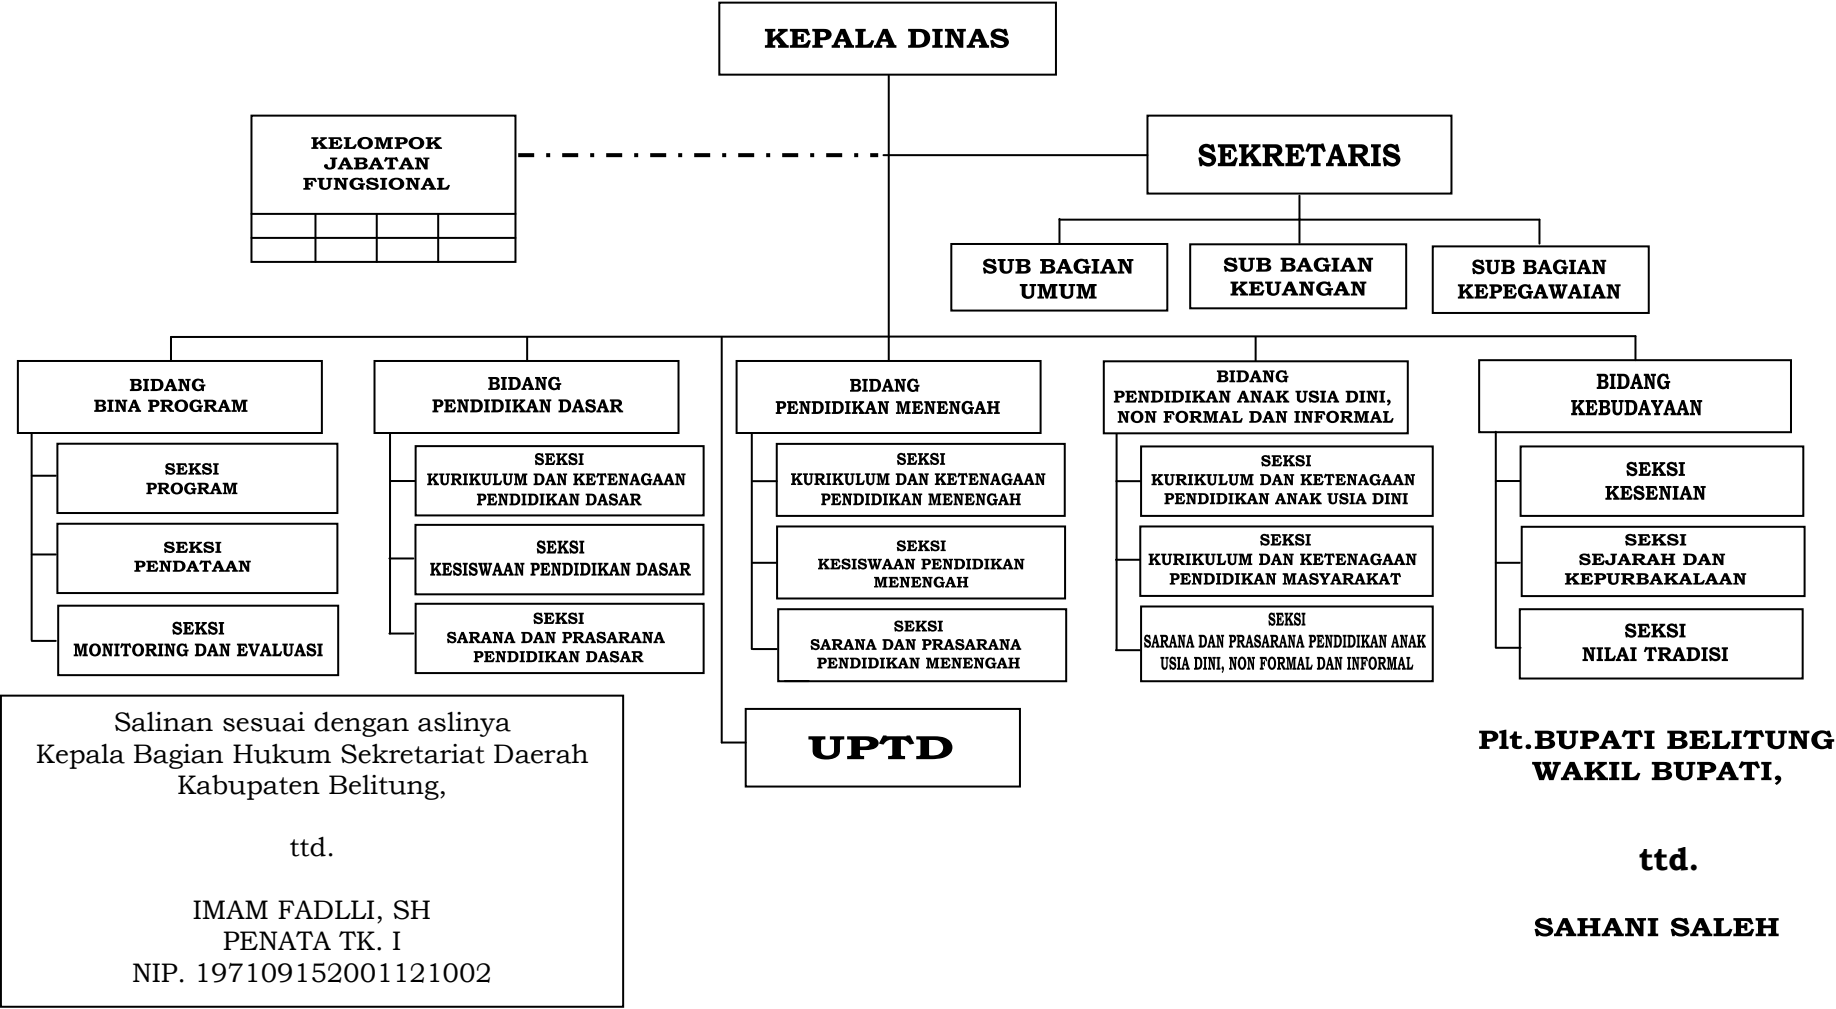 KEPALA DINAS
KELOMPOK
JABATAN
FUNGSIONAL
SEKRETARIS
SUB BAGIAN
UMUM
SUB BAGIAN
KEUANGAN
SUB BAGIAN
KEPEGAWAIAN
BIDANG
BINA PROGRAM
BIDANG
PENDIDIKAN DASAR
BIDANG
PENDIDIKAN MENENGAH
BIDANG
PENDIDIKAN ANAK USIA DINI,
NON FORMAL DAN INFORMAL
BIDANG
KEBUDAYAAN
SEKSI
PROGRAM
SEKSI
PENDATAAN
SEKSI
MONITORING DAN EVALUASI
SEKSI
KURIKULUM DAN KETENAGAAN
PENDIDIKAN DASAR
SEKSI
KESISWAAN PENDIDIKAN DASAR
SEKSI
SARANA DAN PRASARANA
PENDIDIKAN DASAR
SEKSI
KURIKULUM DAN KETENAGAAN
PENDIDIKAN MENENGAH
SEKSI
KESISWAAN PENDIDIKAN
MENENGAH
SEKSI
SARANA DAN PRASARANA
PENDIDIKAN MENENGAH
SEKSI
KURIKULUM DAN KETENAGAAN
PENDIDIKAN ANAK USIA DINI
SEKSI
KURIKULUM DAN KETENAGAAN
PENDIDIKAN MASYARAKAT
SEKSI
SARANA DAN PRASARANA PENDIDIKAN ANAK
USIA DINI, NON FORMAL DAN INFORMAL
SEKSI
KESENIAN
SEKSI
SEJARAH DAN
KEPURBAKALAAN
SEKSI
NILAI TRADISI
UPTD
Salinan sesuai dengan aslinya
Kepala Bagian Hukum Sekretariat Daerah
Kabupaten Belitung,
ttd.
IMAM FADLLI, SH
PENATA TK. I
NIP. 197109152001121002
Plt.BUPATI BELITUNG
WAKIL BUPATI,
ttd.
SAHANI SALEH